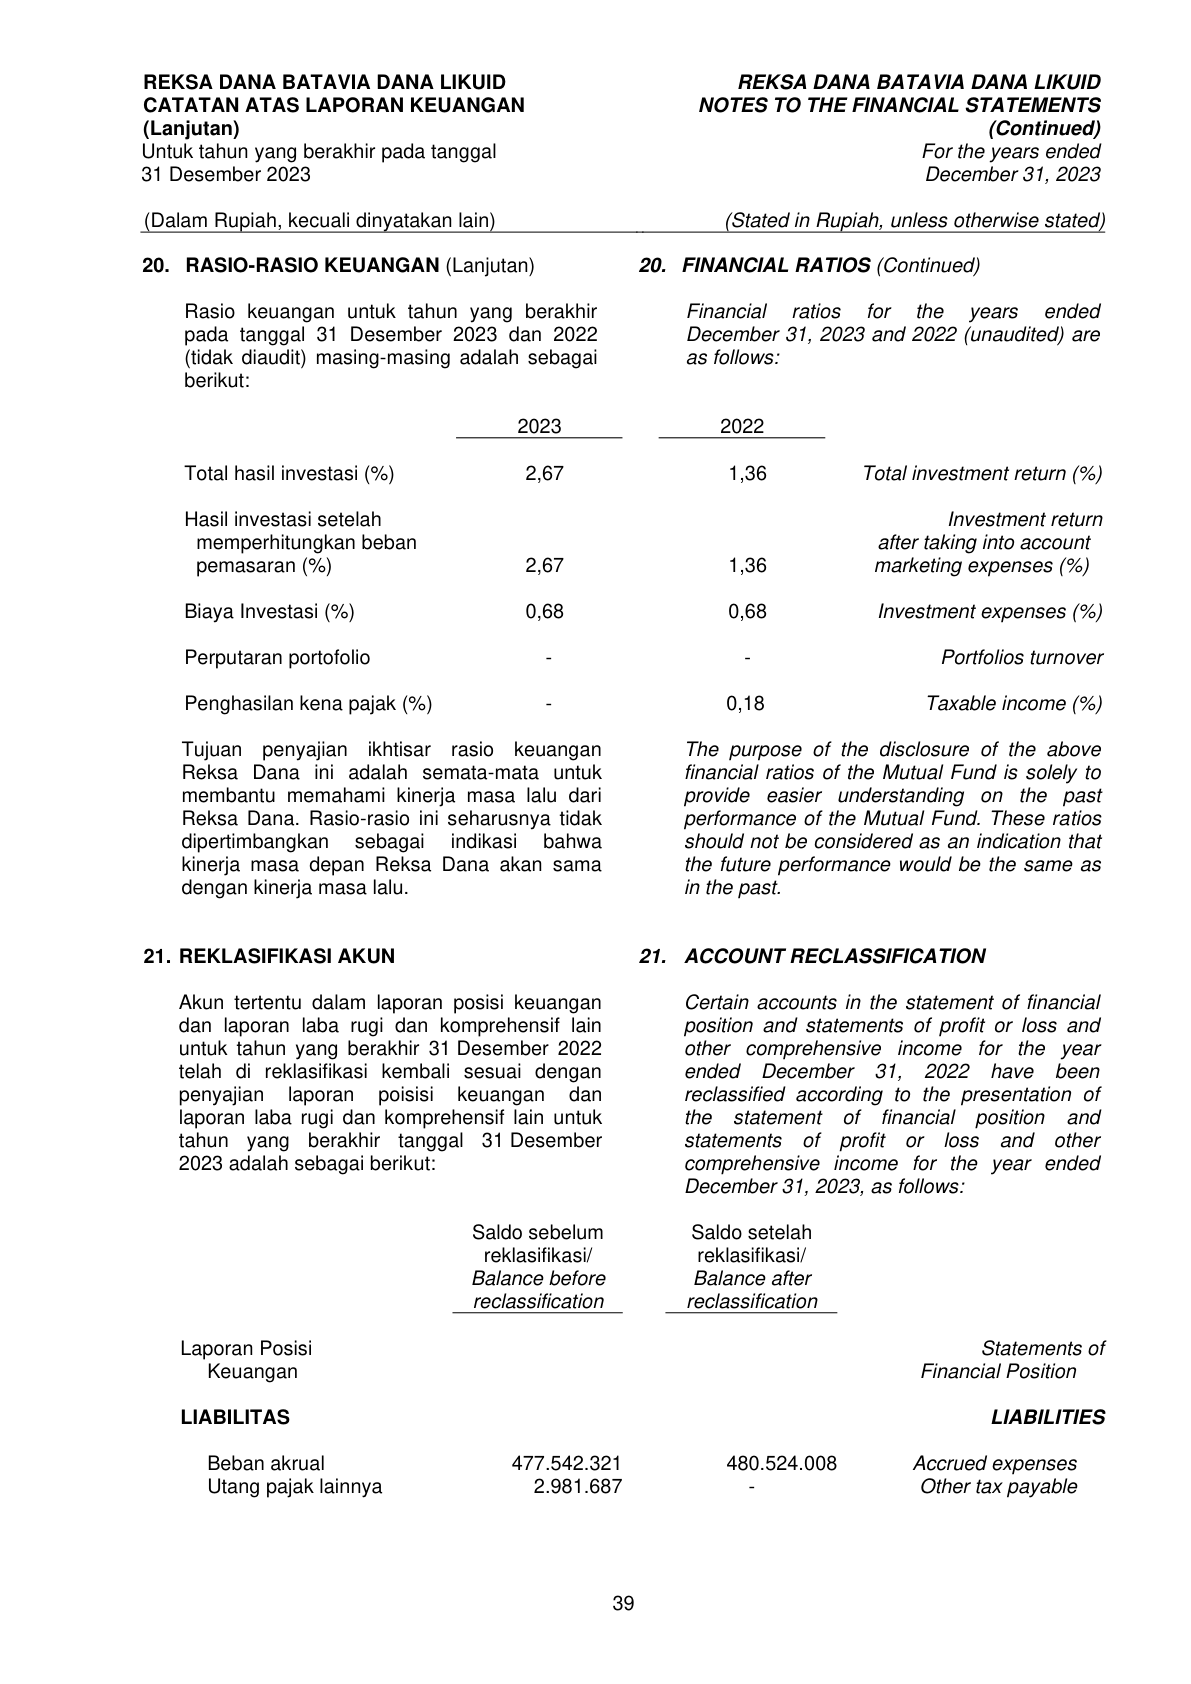 REKSA DANA BATAVIA DANA LIKUID
CATATAN ATAS LAPORAN KEUANGAN
(Lanjutan)
Untuk tahun yang berakhir pada tanggal
31 Desember 2023
(Dalam Rupiah, kecuali dinyatakan lain)
REKSA DANA BATAVIA DANA LIKUID
NOTES TO THE FINANCIAL STATEMENTS
(Continued)
For the years ended
December 31, 2023
(Stated in Rupiah, unless otherwise stated)
20. RASIO-RASIO KEUANGAN (Lanjutan)
Rasio keuangan untuk tahun yang berakhir
pada tanggal 31 Desember 2023 dan 2022
(tidak diaudit) masing-masing adalah sebagai
berikut:
20. FINANCIAL RATIOS (Continued)
Financial ratios for the years ended
December 31, 2023 and 2022 (unaudited) are
as follows:
2023 2022
Total hasil investasi (%) 2,67 1,36 Total investment return (%)
Hasil investasi setelah Investment return
memperhitungkan beban after taking into account
pemasaran (%) 2,67 1,36 marketing expenses (%)
Biaya Investasi (%) 0,68 0,68 Investment expenses (%)
Perputaran portofolio - - Portfolios turnover
Penghasilan kena pajak (%) - 0,18 Taxable income (%)
Tujuan penyajian ikhtisar rasio keuangan
Reksa Dana ini adalah semata-mata untuk
membantu memahami kinerja masa lalu dari
Reksa Dana. Rasio-rasio ini seharusnya tidak
dipertimbangkan sebagai indikasi bahwa
kinerja masa depan Reksa Dana akan sama
dengan kinerja masa lalu.
The purpose of the disclosure of the above
financial ratios of the Mutual Fund is solely to
provide easier understanding on the past
performance of the Mutual Fund. These ratios
should not be considered as an indication that
the future performance would be the same as
in the past.
21. REKLASIFIKASI AKUN
Akun tertentu dalam laporan posisi keuangan
dan laporan laba rugi dan komprehensif lain
untuk tahun yang berakhir 31 Desember 2022
telah di reklasifikasi kembali sesuai dengan
penyajian laporan poisisi keuangan dan
laporan laba rugi dan komprehensif lain untuk
tahun yang berakhir tanggal 31 Desember
2023 adalah sebagai berikut:
21. ACCOUNT RECLASSIFICATION
Certain accounts in the statement of financial
position and statements of profit or loss and
other comprehensive income for the year
ended December 31, 2022 have been
reclassified according to the presentation of
the statement of financial position and
statements of profit or loss and other
comprehensive income for the year ended
December 31, 2023, as follows:
Saldo sebelum Saldo setelah
reklasifikasi/ reklasifikasi/
Balance before Balance after
reclassification reclassification
Laporan Posisi Statements of
Keuangan Financial Position
LIABILITAS LIABILITIES
Beban akrual 477.542.321 480.524.008 Accrued expenses
Utang pajak lainnya 2.981.687 - Other tax payable
39